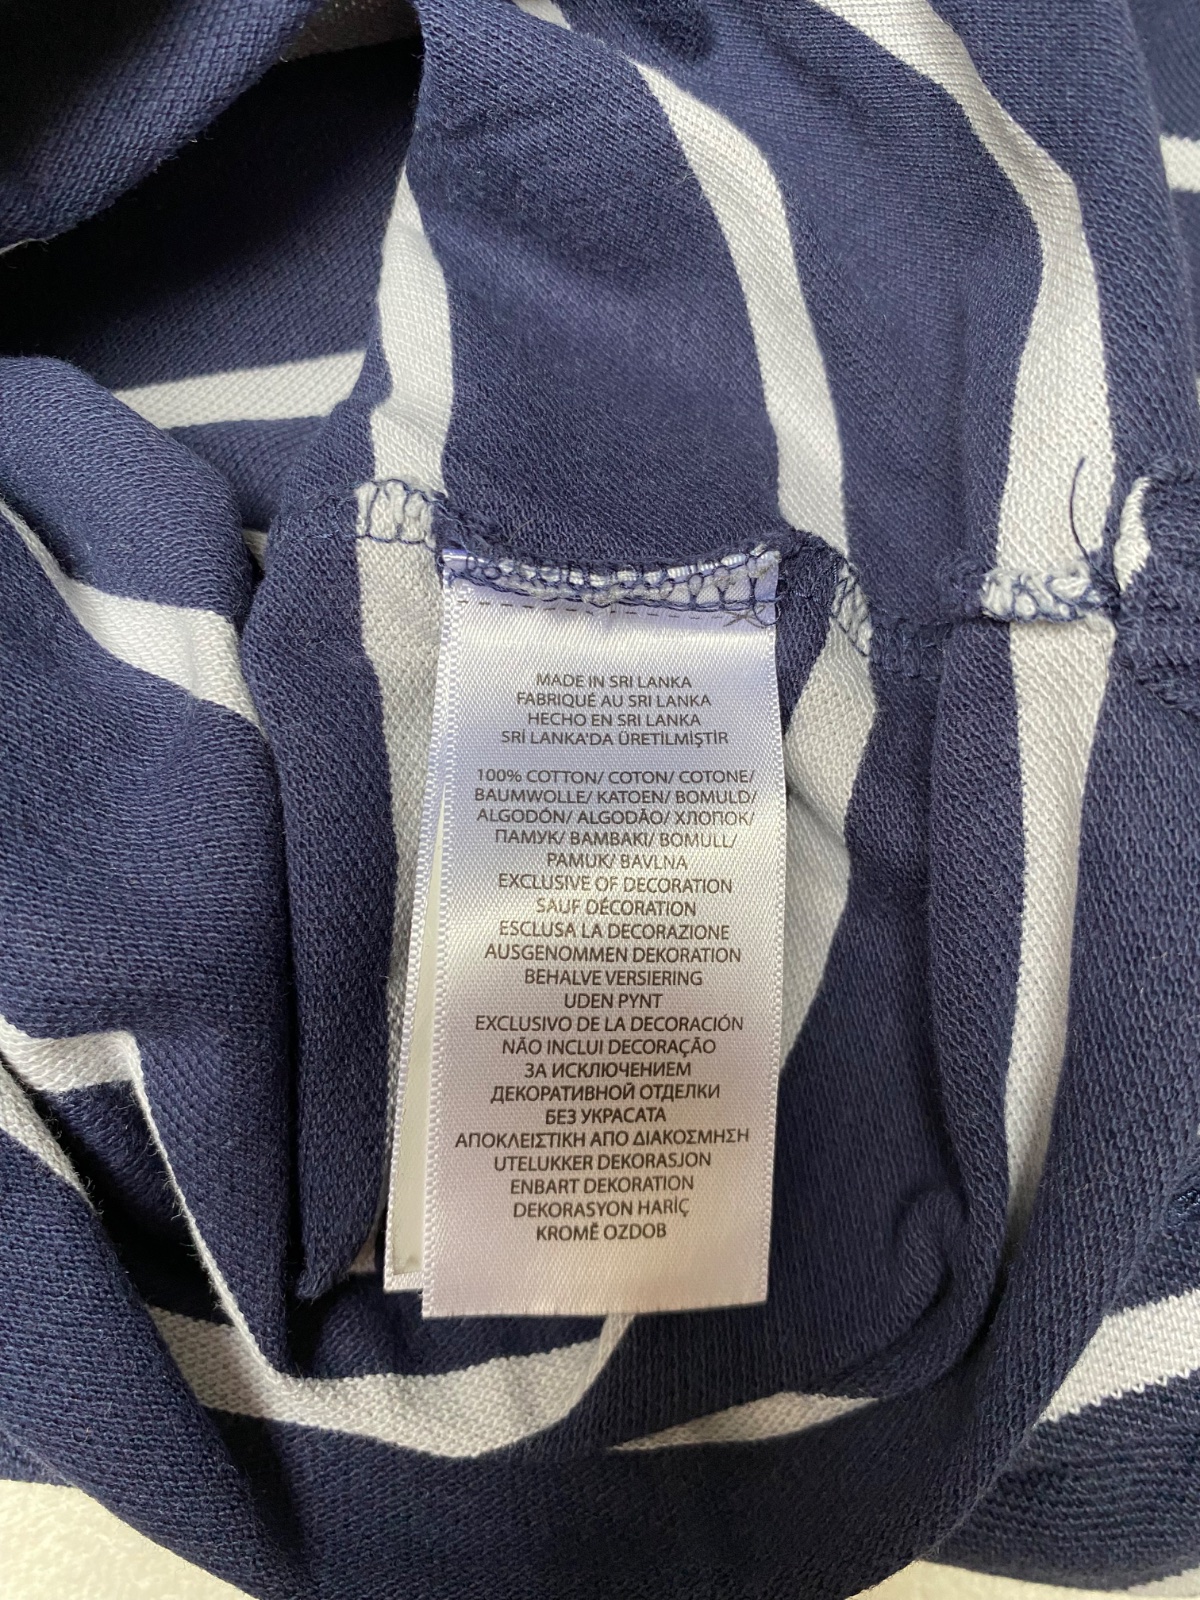 MADE IN SRI LANKA
FABRIQUÉ AU SRI LANKA
HECHO EN SRI LANKA
SRİ LANKA'DA ÜRETİLMİŞTİR
100% COTTON/ COTON/ COTONE/
BAUMWOLLE/ KATOEN/ BOMULD/
ALGODÓN/ ALGODÃO/ ХЛОПОК/
ПАМУК/ ΒΑΜΒΑΚΙ/ BOMULL/
PAMUK/ BAVLNA
EXCLUSIVE OF DECORATION
SAUF DÉCORATION
ESCLUSA LA DECORAZIONE
AUSGENOMMEN DEKORATION
BEHALVE VERSIERING
UDEN PYNT
EXCLUSIVO DE LA DECORACIÓN
NÃO INCLUI DECORAÇÃO
ЗА ИСКЛЮЧЕНИЕМ
ДЕКОРАТИВНОЙ ОТДЕЛКИ
БЕЗ УКРАСАТА
ΑΠΟΚΛΕΙΣΤΙΚΗ ΑΠΟ ΔΙΑΚΟΣΜΗΣΗ
UTELUKKER DEKORASJON
ENBART DEKORATION
DEKORASYON HARİÇ
KROMĚ OZDOB